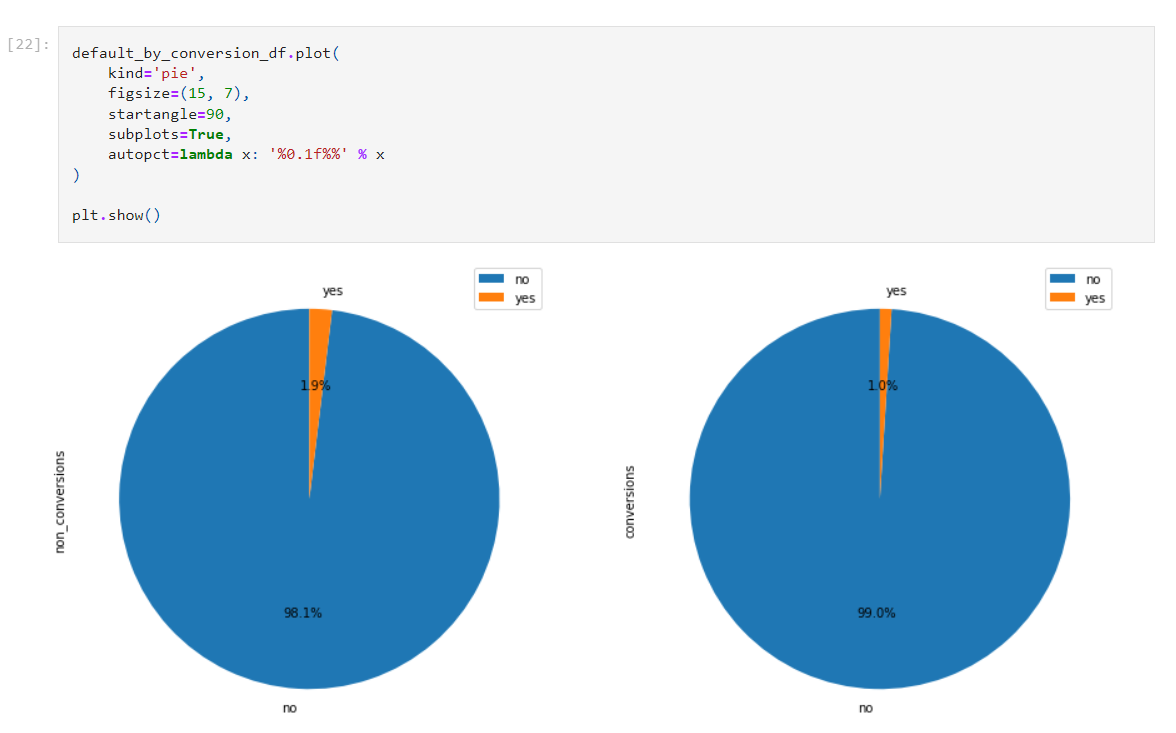 [22]:
default_by_conversion_df.plot(
    kind='pie',
    figsize=(15, 7),
    startangle=90,
    subplots=True,
    autopct=lambda x: '%0.1f%%' % x
)
plt.show()
no
yes
yes
1.9%
non_conversions
98.1%
no
no
yes
yes
1.0%
conversions
99.0%
no